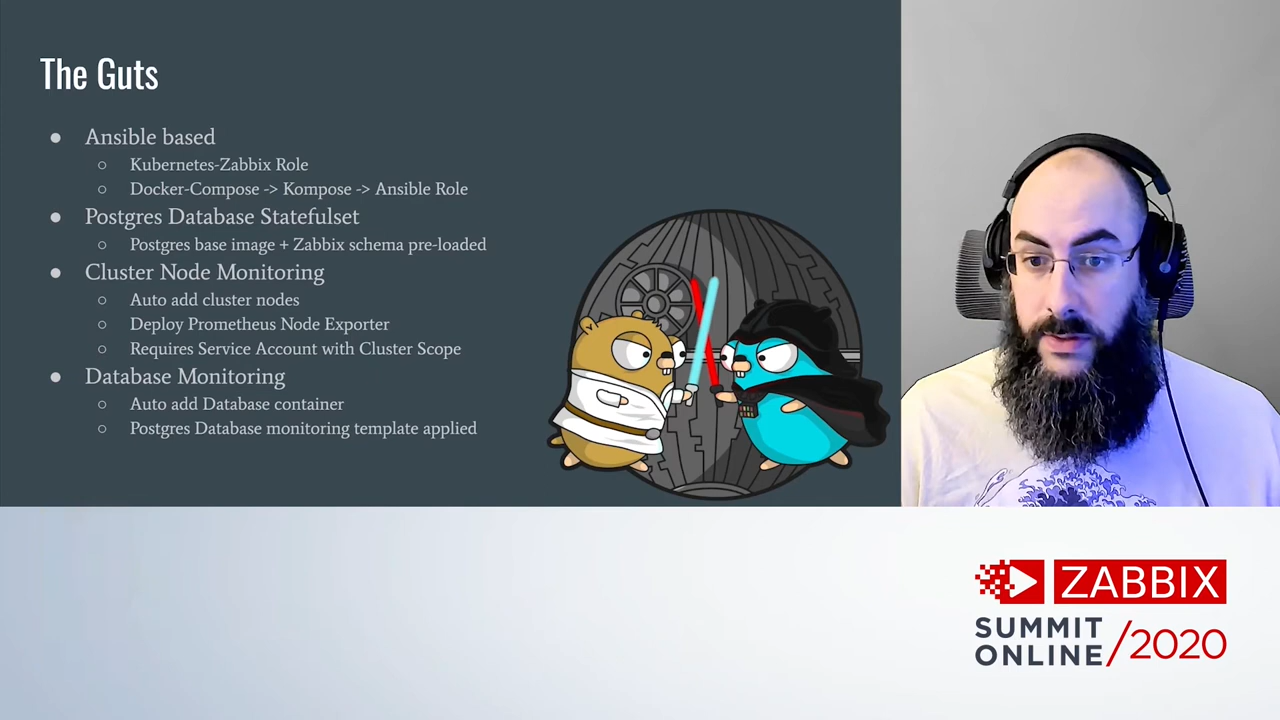 The Guts
● Ansible based
○ Kubernetes-Zabbix Role
○ Docker-Compose -> Kompose -> Ansible Role
● Postgres Database Statefulset
○ Postgres base image + Zabbix schema pre-loaded
● Cluster Node Monitoring
○ Auto add cluster nodes
○ Deploy Prometheus Node Exporter
○ Requires Service Account with Cluster Scope
● Database Monitoring
○ Auto add Database container
○ Postgres Database monitoring template applied
ZABBIX
SUMMIT
ONLINE/2020